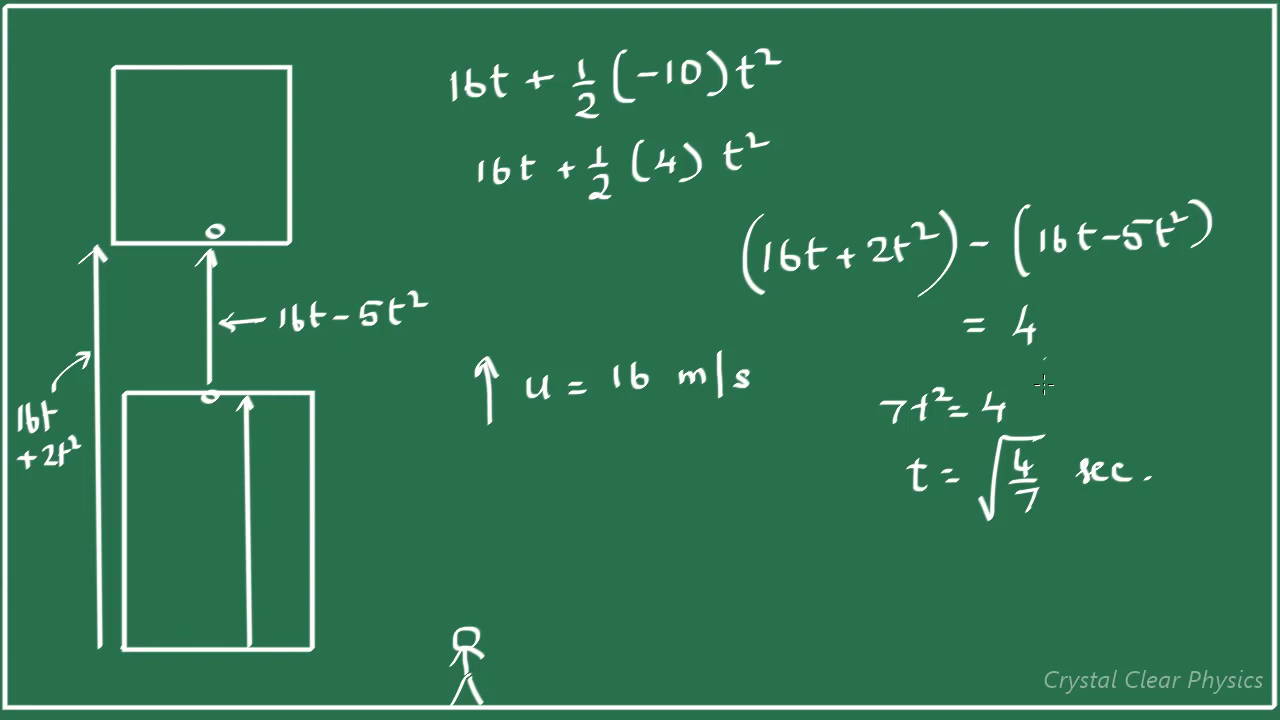 16t + 1/2 (-10) t²
16t + 1/2 (4) t²
(16t + 2t²) - (16t - 5t²)
= 4
← 16t - 5t²
↑ u = 16 m/s
16t
+ 2t²
7t² = 4
t = √(4/7) sec.
Crystal Clear Physics